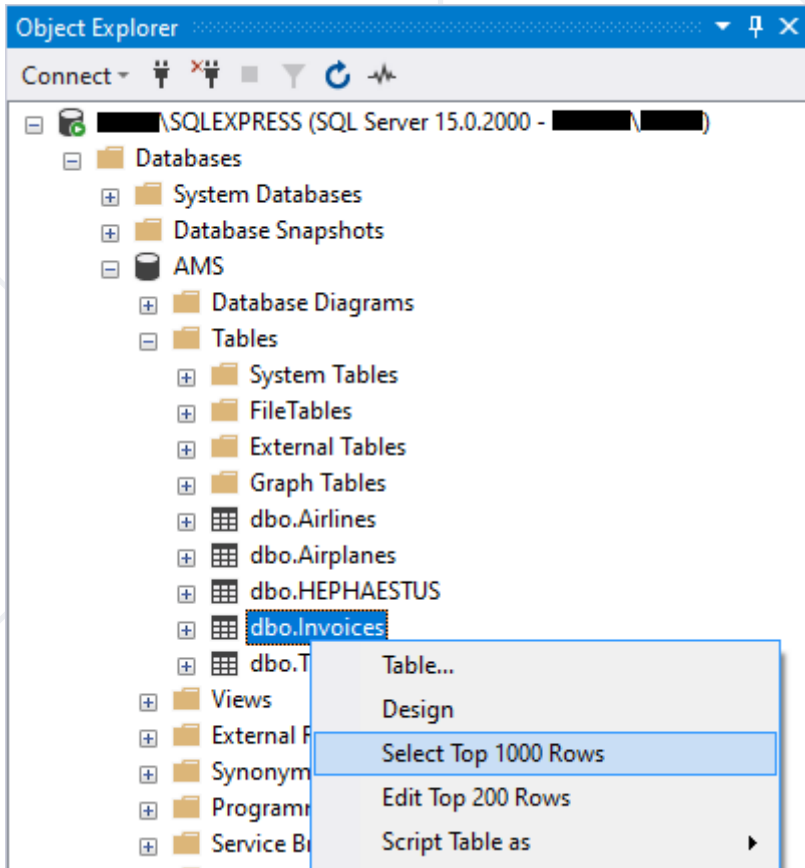 Object Explorer
Connect
\SQLEXPRESS (SQL Server 15.0.2000 - \ )
Databases
System Databases
Database Snapshots
AMS
Database Diagrams
Tables
System Tables
FileTables
External Tables
Graph Tables
dbo.Airlines
dbo.Airplanes
dbo.HEPHAESTUS
dbo.Invoices
dbo.T
Table...
Views
Design
External
Select Top 1000 Rows
Synonym
Edit Top 200 Rows
Program
Service B
Script Table as